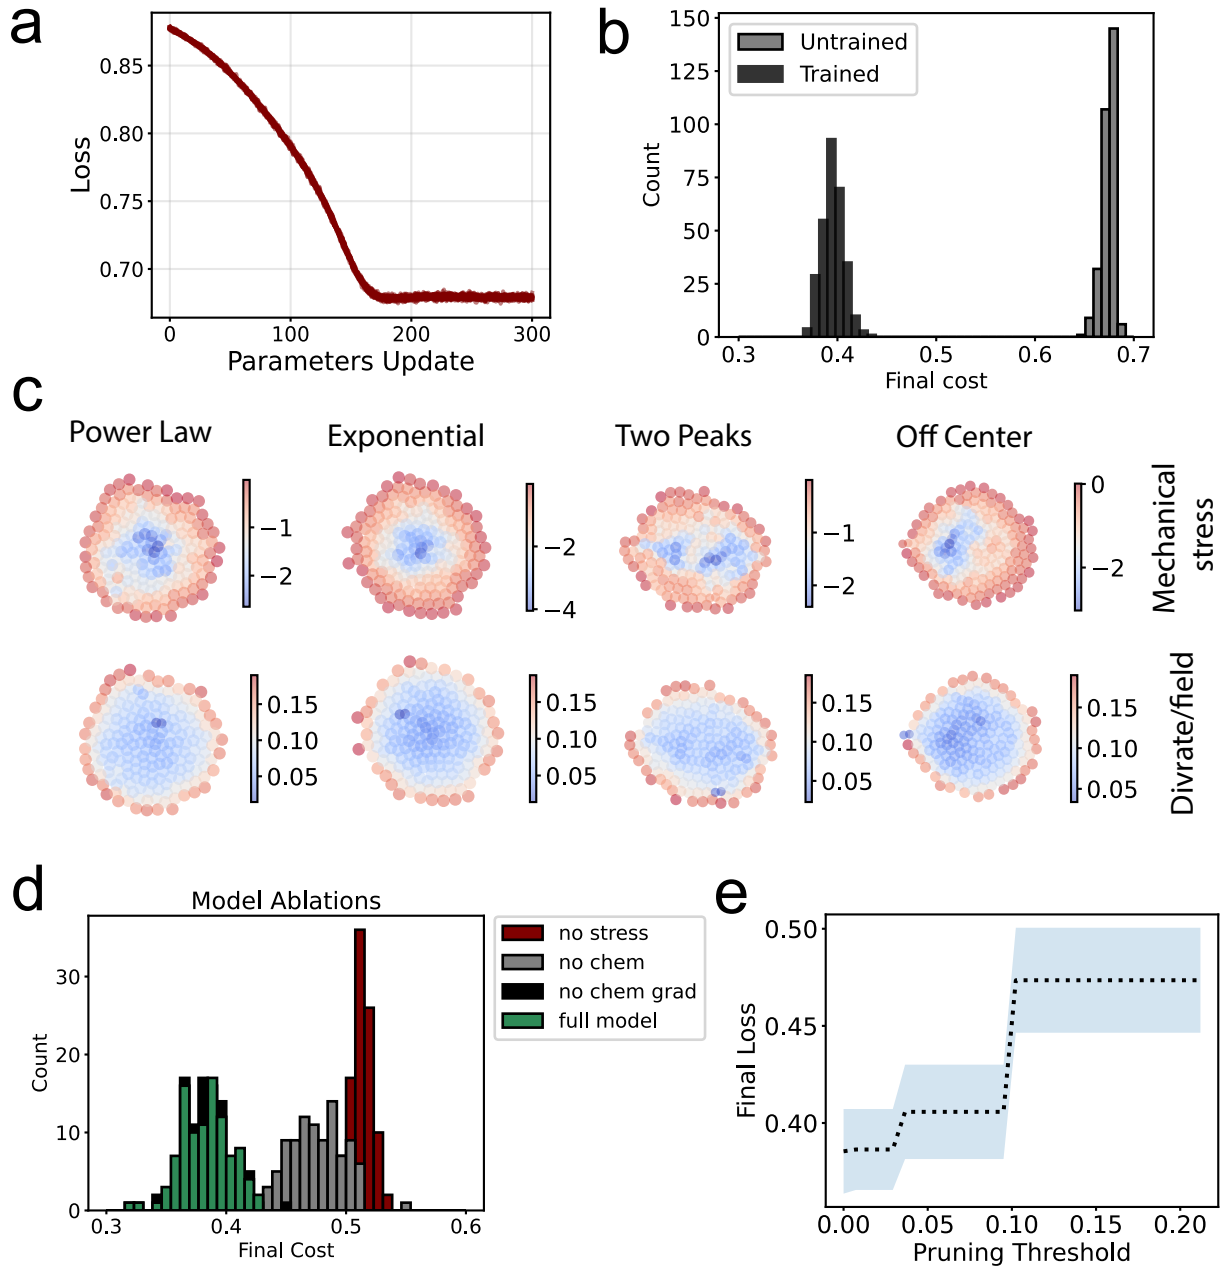 a
0.85
0.80
0.75
0.70
Loss
0
100
200
300
Parameters Update
b
150
125
100
75
50
25
0
Count
Untrained
Trained
0.3
0.4
0.5
0.6
0.7
Final cost
c
Power Law
Exponential
Two Peaks
Off Center
−1
−2
−2
−4
−1
−2
0
−2
Mechanical
stress
0.15
0.10
0.05
0.15
0.10
0.05
0.15
0.10
0.05
0.15
0.10
0.05
Divrate/field
d
Model Ablations
30
20
10
0
Count
0.3
0.4
0.5
0.6
Final Cost
no stress
no chem
no chem grad
full model
e
0.50
0.45
0.40
Final Loss
0.00
0.05
0.10
0.15
0.20
Pruning Threshold